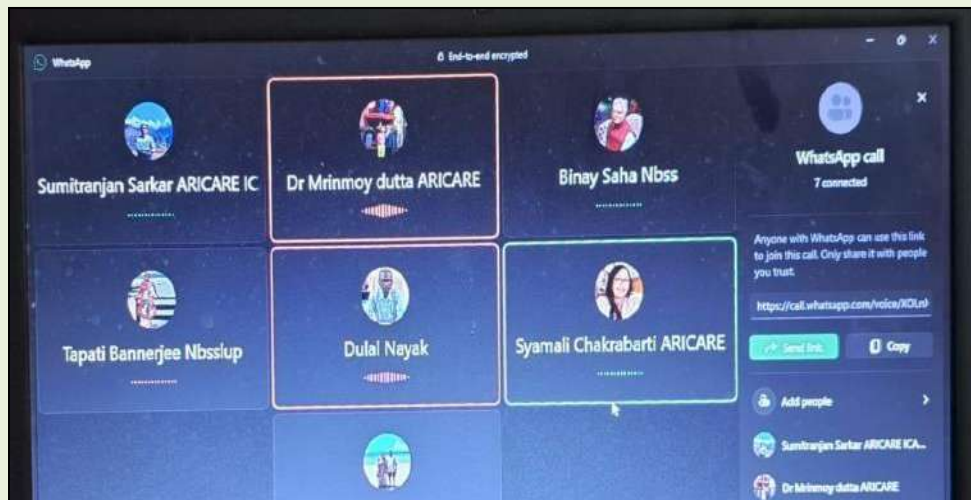 WhatsApp
End-to-end encrypted
Sumitranjan Sarkar ARICARE IC
Dr Mrinmoy dutta ARICARE
Binay Saha Nbss
WhatsApp call
7 connected
Anyone with WhatsApp can use this link
to join this call. Only share it with people
you trust.
https://call.whatsapp.com/voice/
Send link
Copy
Tapati Bannerjee Nbsslup
Dulal Nayak
Syamali Chakrabarti ARICARE
Add people
Sumitranjan Sarkar ARICARE ICA...
Dr Mrinmoy dutta ARICARE